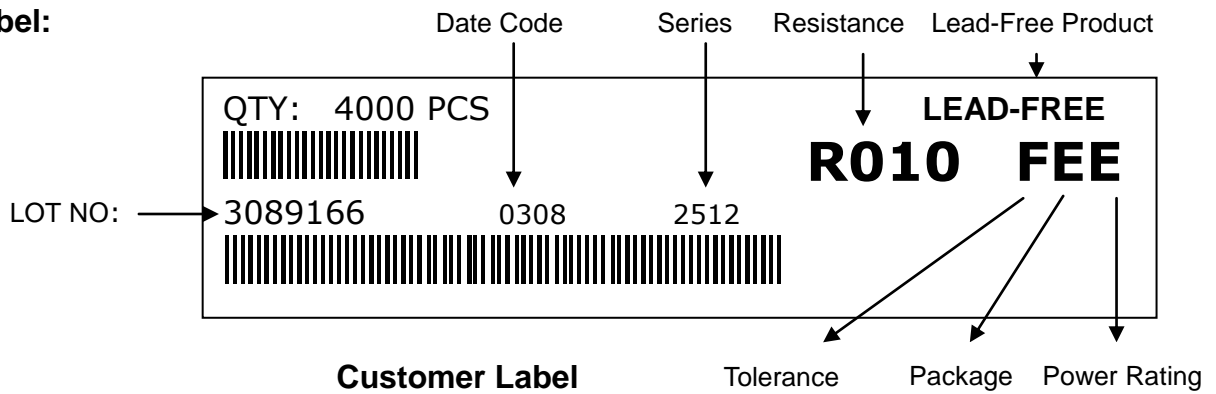 bel:
Date Code Series Resistance Lead-Free Product
QTY: 4000 PCS LEAD-FREE
R010 FEE
LOT NO: 3089166 0308 2512
Customer Label Tolerance Package Power Rating